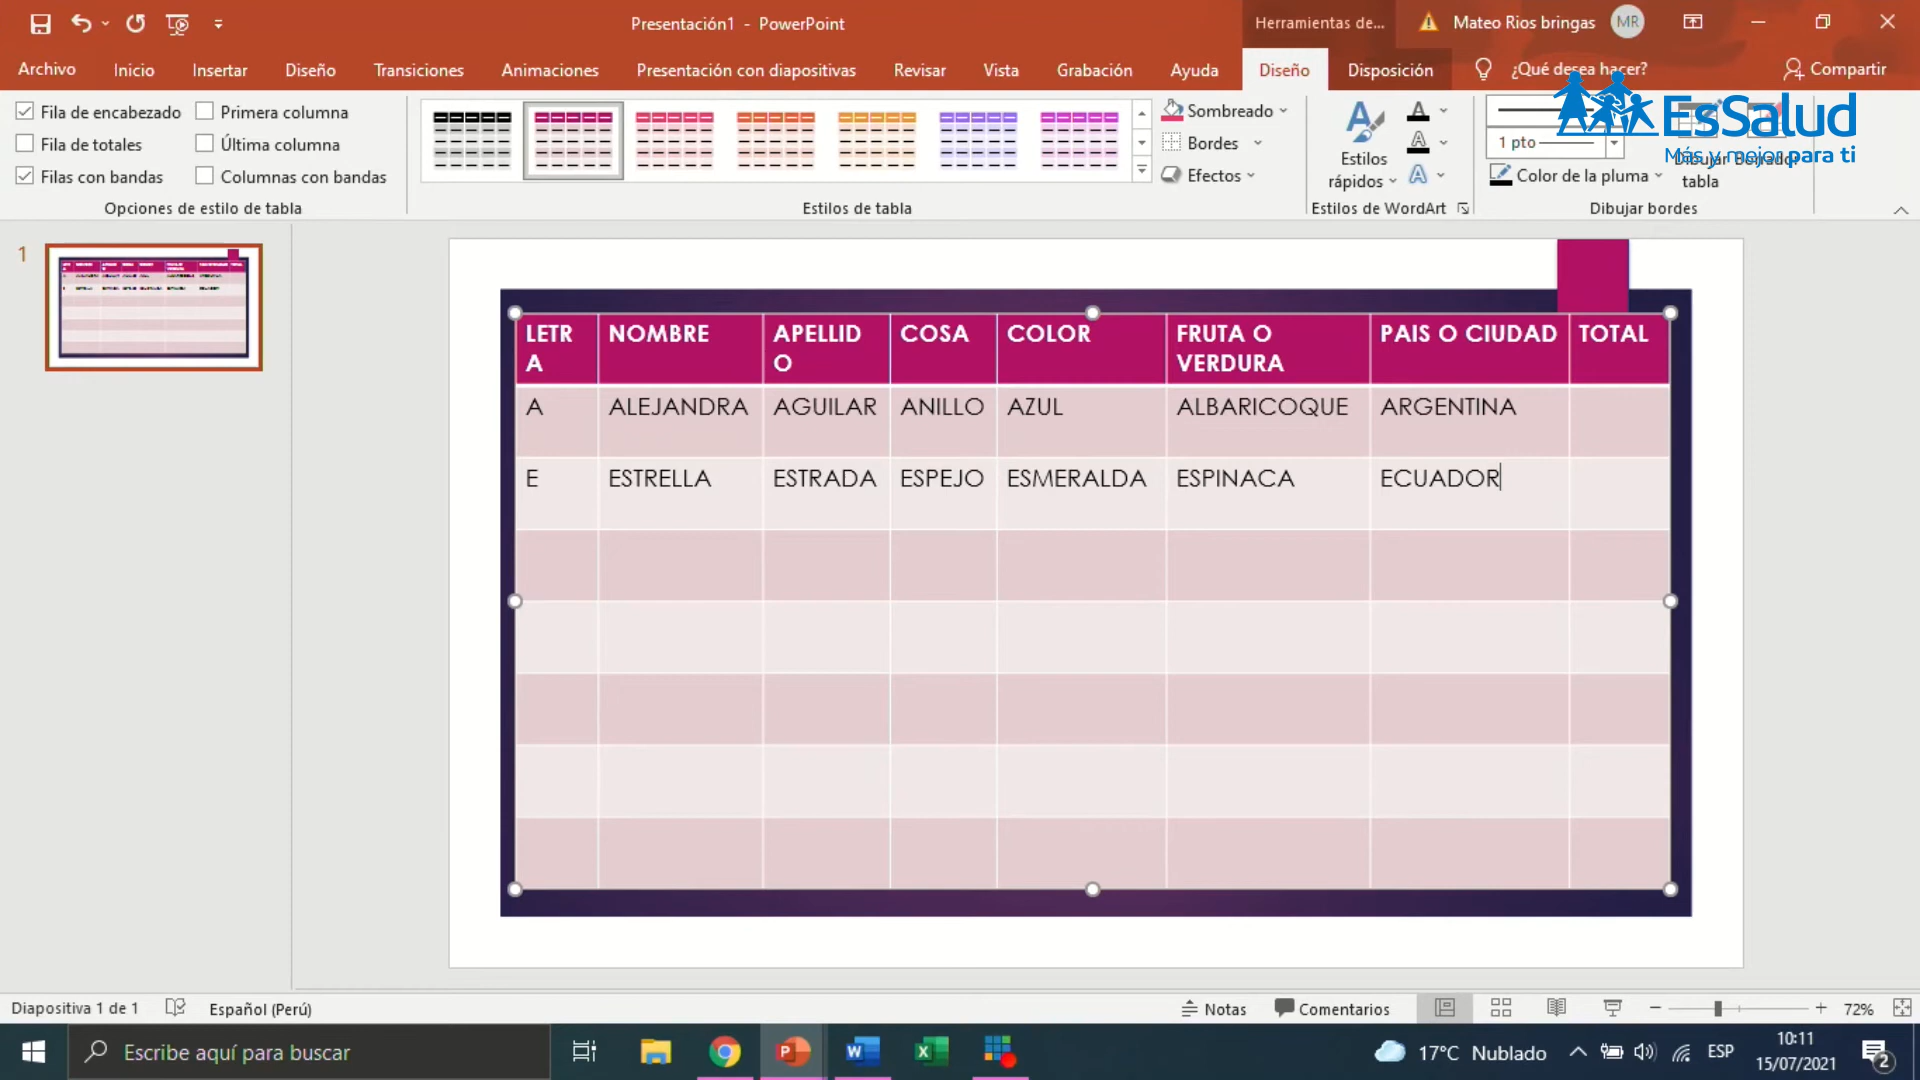 Presentación1 - PowerPoint
Herramientas de...
Mateo Rios bringas
MR
Archivo
Inicio
Insertar
Diseño
Transiciones
Animaciones
Presentación con diapositivas
Revisar
Vista
Grabación
Ayuda
Diseño
Disposición
¿Qué desea hacer?
Compartir
Fila de encabezado
Primera columna
Fila de totales
Última columna
Filas con bandas
Columnas con bandas
Opciones de estilo de tabla
Estilos de tabla
Sombreado
Bordes
Efectos
Estilos
rápidos
Estilos de WordArt
1 pto
Color de la pluma
Dibujar
tabla
Borrador
Dibujar bordes
EsSalud
Más y mejor para ti
1
LETR
A
NOMBRE
APELLID
O
COSA
COLOR
FRUTA O
VERDURA
PAIS O CIUDAD
TOTAL
A
ALEJANDRA
AGUILAR
ANILLO
AZUL
ALBARICOQUE
ARGENTINA
E
ESTRELLA
ESTRADA
ESPEJO
ESMERALDA
ESPINACA
ECUADOR
Diapositiva 1 de 1
Español (Perú)
Notas
Comentarios
72%
Escribe aquí para buscar
17°C Nublado
ESP
10:11
15/07/2021
2